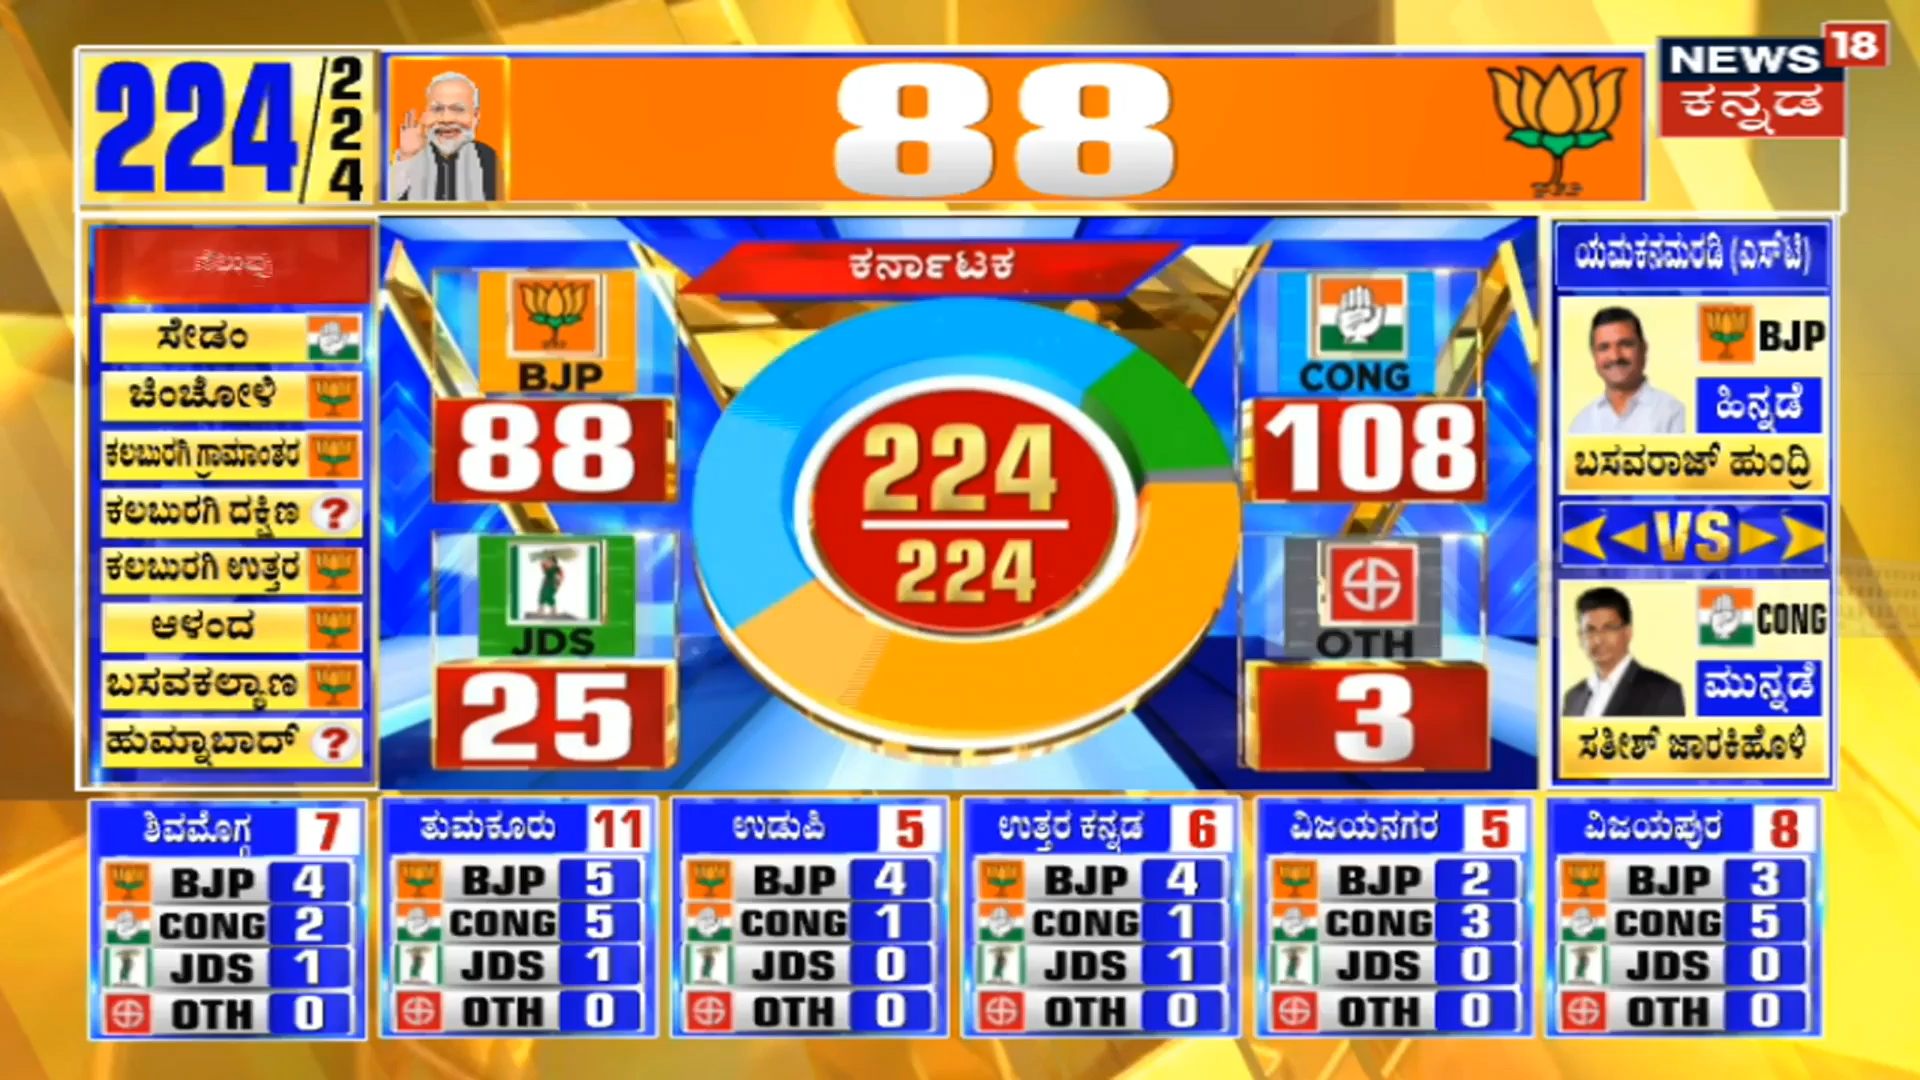 224/224
88
NEWS18
ಕನ್ನಡ
ಸೇಡಂ
ಚಿಂಚೋಳಿ
ಕಲಬುರಗಿ ಗ್ರಾಮಾಂತರ
ಕಲಬುರಗಿ ದಕ್ಷಿಣ ?
ಕಲಬುರಗಿ ಉತ್ತರ
ಆಳಂದ
ಬಸವಕಲ್ಯಾಣ
ಹುಮ್ನಾಬಾದ್ ?
ಕರ್ನಾಟಕ
BJP
88
CONG
108
224
224
JDS
25
OTH
3
ಯಮಕನಮರಡಿ (ಎಸ್‌ಟಿ)
BJP
ಹಿನ್ನಡೆ
ಬಸವರಾಜ್ ಹುಂದ್ರಿ
VS
CONG
ಮುನ್ನಡೆ
ಸತೀಶ್ ಜಾರಕಿಹೊಳಿ
ಶಿವಮೊಗ್ಗ 7
BJP 4
CONG 2
JDS 1
OTH 0
ತುಮಕೂರು 11
BJP 5
CONG 5
JDS 1
OTH 0
ಉಡುಪಿ 5
BJP 4
CONG 1
JDS 0
OTH 0
ಉತ್ತರ ಕನ್ನಡ 6
BJP 4
CONG 1
JDS 1
OTH 0
ವಿಜಯನಗರ 5
BJP 2
CONG 3
JDS 0
OTH 0
ವಿಜಯಪುರ 8
BJP 3
CONG 5
JDS 0
OTH 0